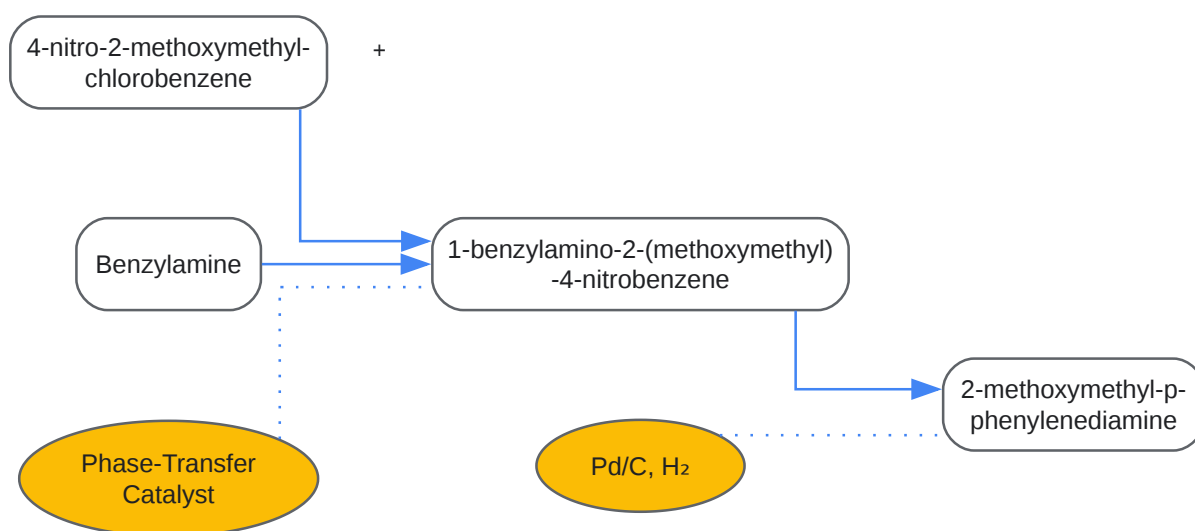 4-nitro-2-methoxymethyl-
chlorobenzene
+
Benzylamine
1-benzylamino-2-(methoxymethyl)
-4-nitrobenzene
2-methoxymethyl-p-
phenylenediamine
Phase-Transfer
Catalyst
Pd/C, H₂